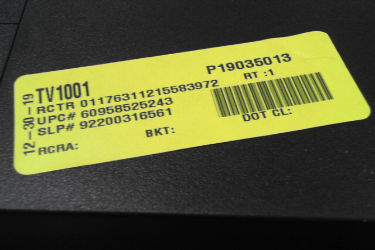 12-30-19
TV1001
P19035013
RCTR 01176311215583972
RT :1
UPC# 60958525243
SLP# 92200316561
DOT CL:
BKT:
RCRA: